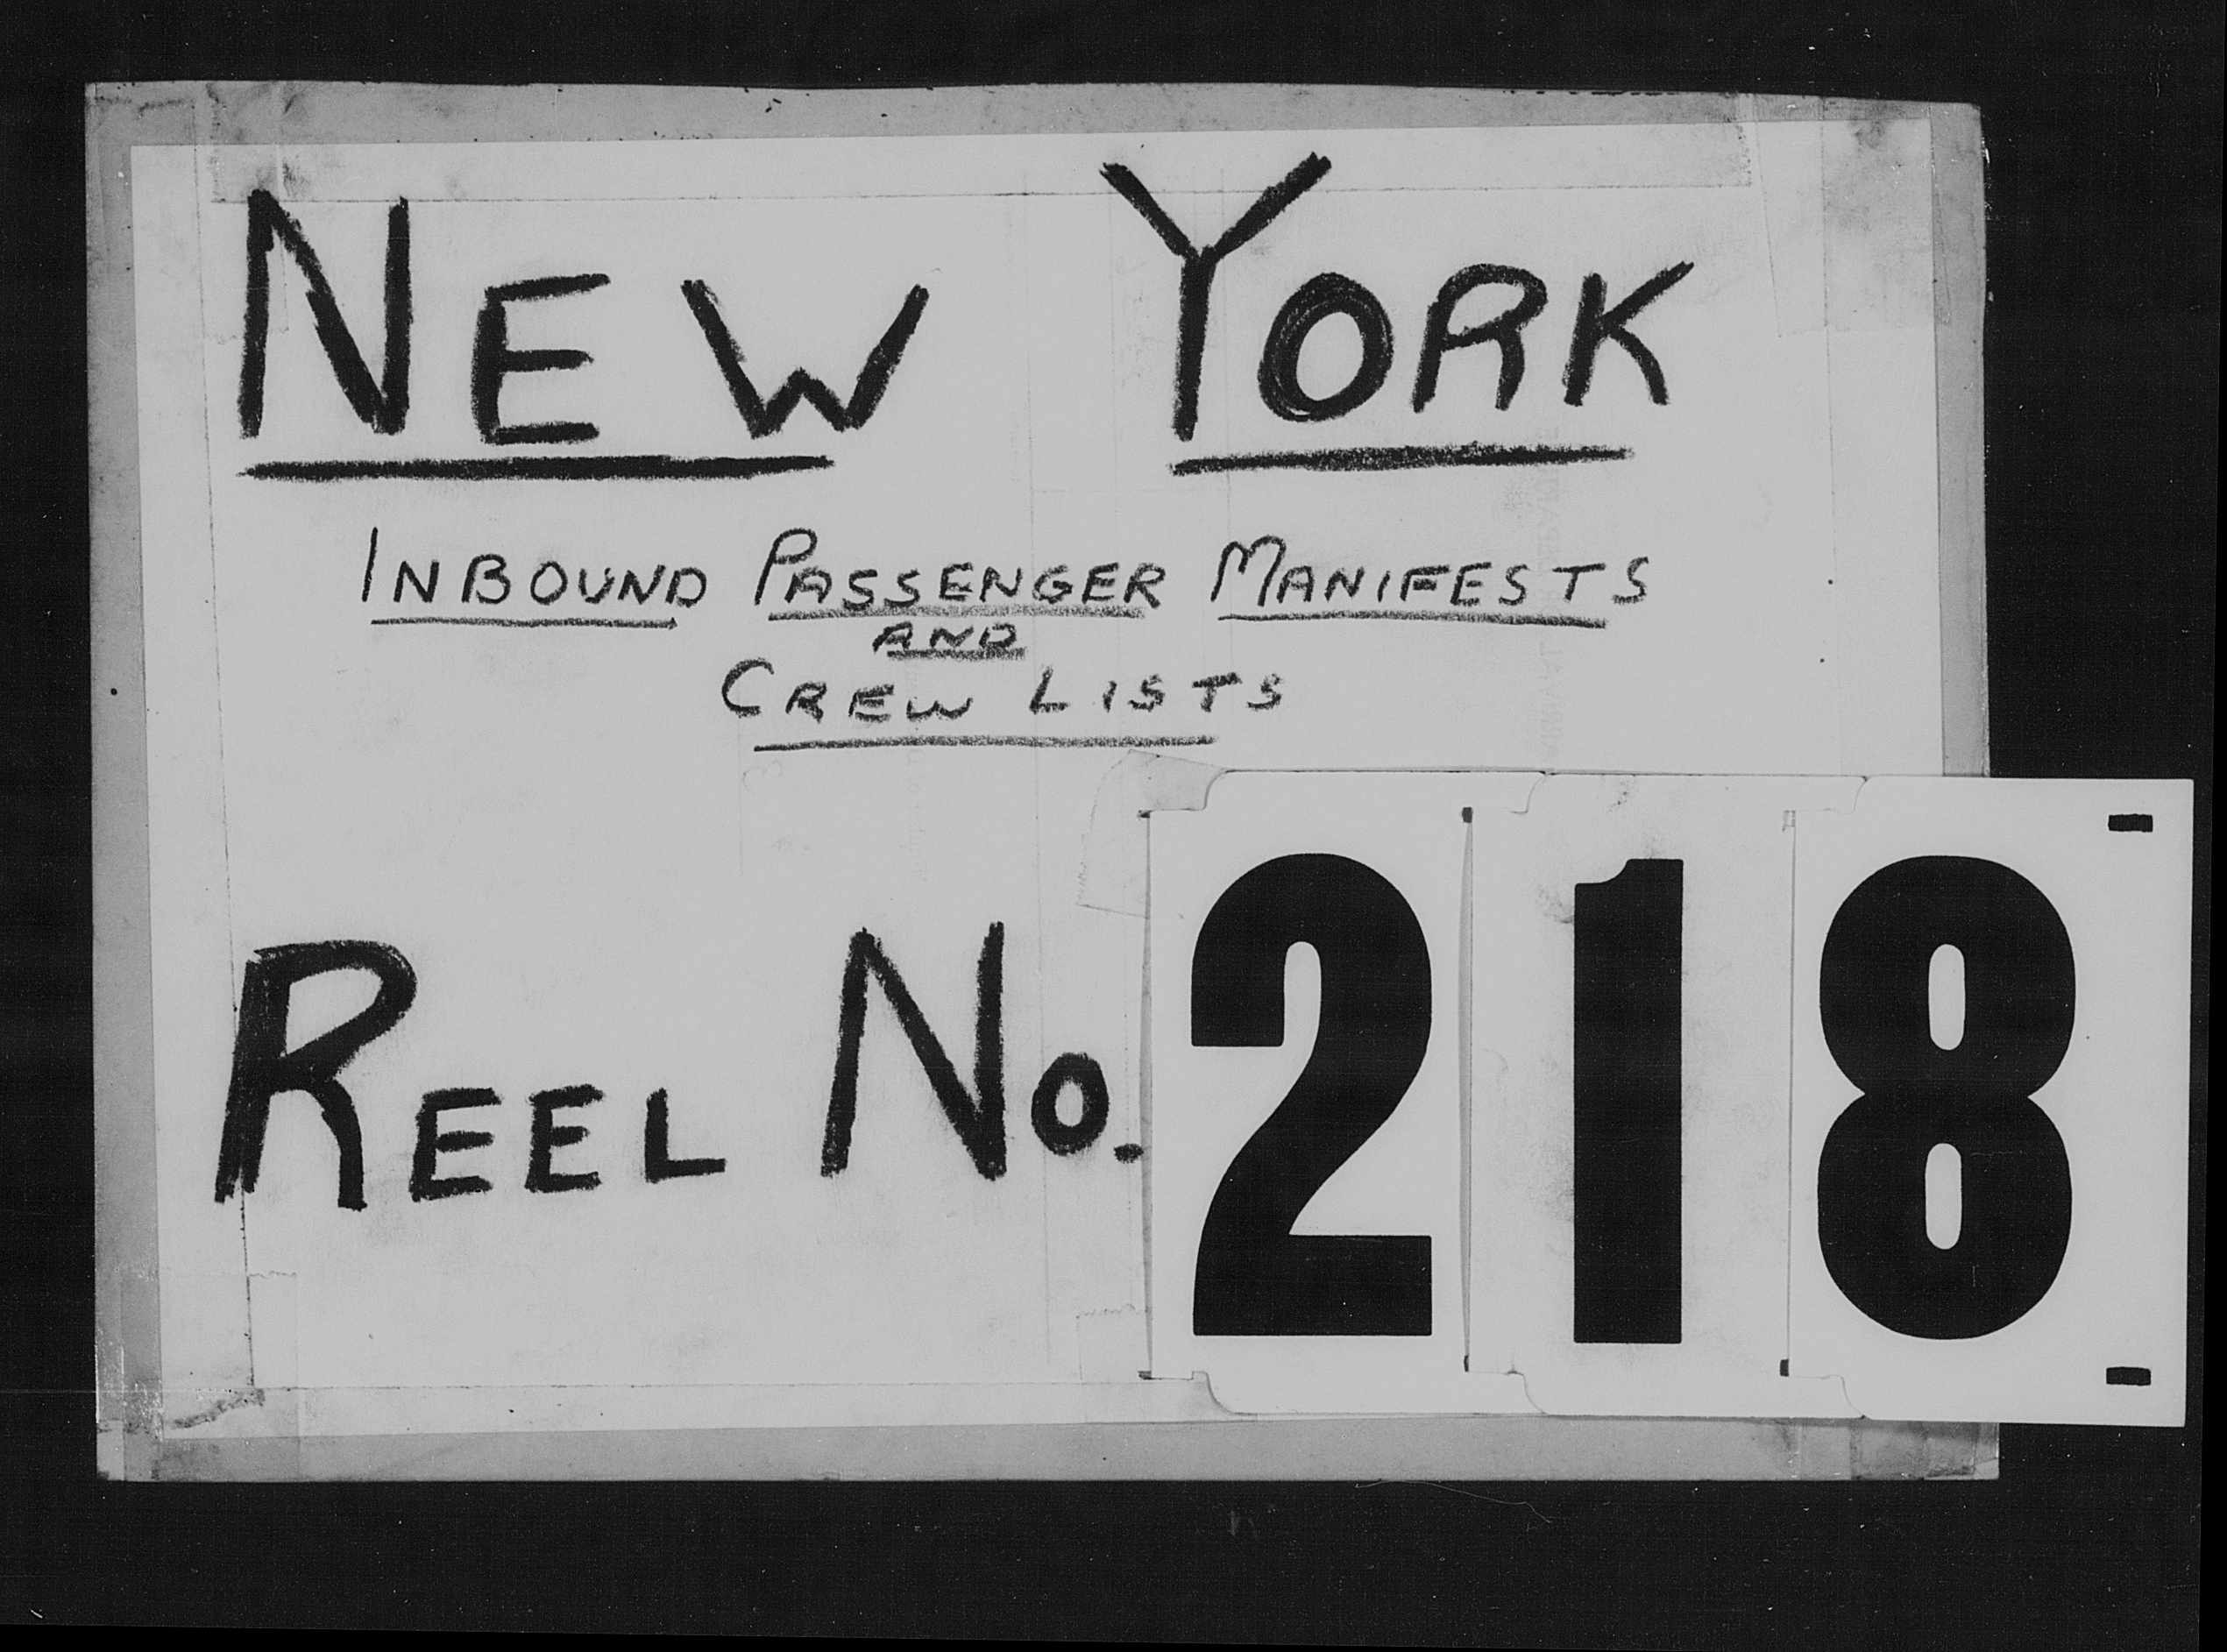 NEW YORK
INBOUND PASSENGER MANIFESTS
AND
CREW LISTS
REEL NO. 218